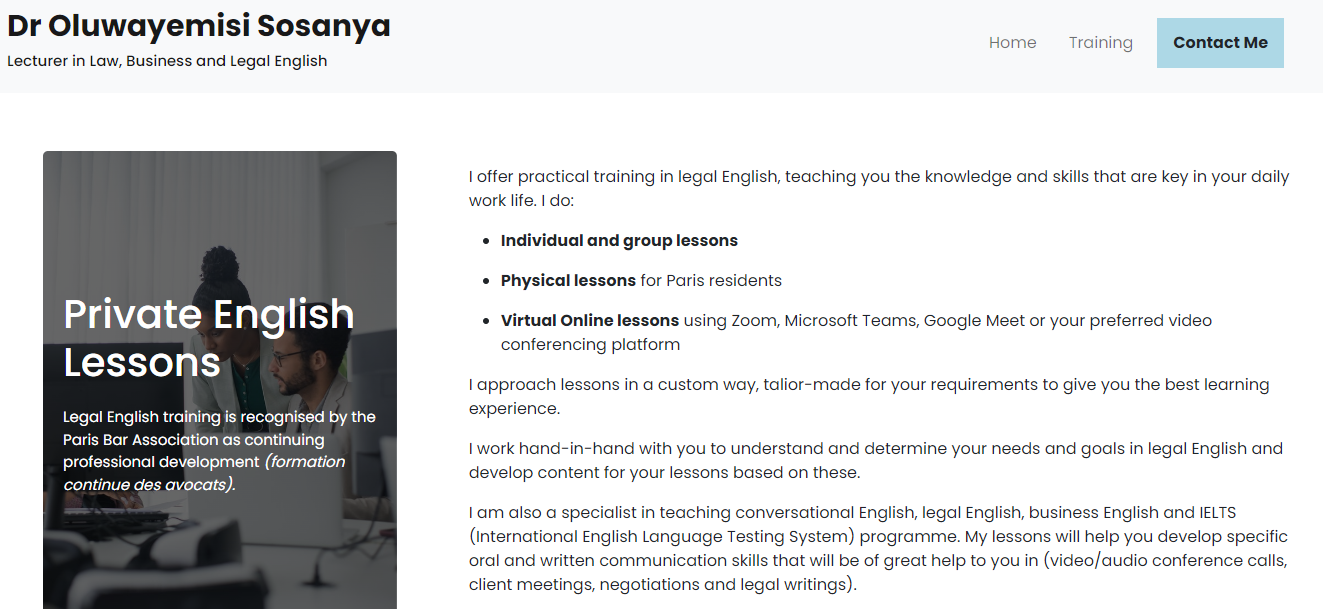 Dr Oluwayemisi Sosanya
Lecturer in Law, Business and Legal English
Home
Training
Contact Me
Private English
Lessons
Legal English training is recognised by the
Paris Bar Association as continuing
professional development (formation
continue des avocats).
I offer practical training in legal English, teaching you the knowledge and skills that are key in your daily
work life. I do:
• Individual and group lessons
• Physical lessons for Paris residents
• Virtual Online lessons using Zoom, Microsoft Teams, Google Meet or your preferred video
conferencing platform
I approach lessons in a custom way, talior-made for your requirements to give you the best learning
experience.
I work hand-in-hand with you to understand and determine your needs and goals in legal English and
develop content for your lessons based on these.
I am also a specialist in teaching conversational English, legal English, business English and IELTS
(International English Language Testing System) programme. My lessons will help you develop specific
oral and written communication skills that will be of great help to you in (video/audio conference calls,
client meetings, negotiations and legal writings).